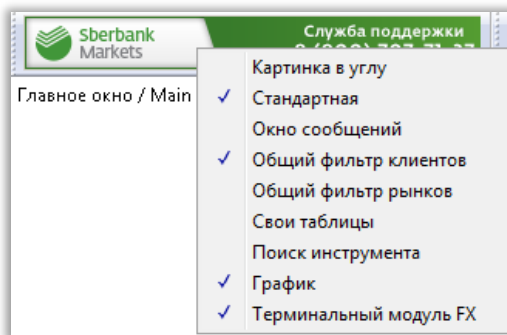 Sberbank
Markets
Служба поддержки
Главное окно / Main
Картинка в углу
Стандартная
Окно сообщений
Общий фильтр клиентов
Общий фильтр рынков
Свои таблицы
Поиск инструмента
График
Терминальный модуль FX